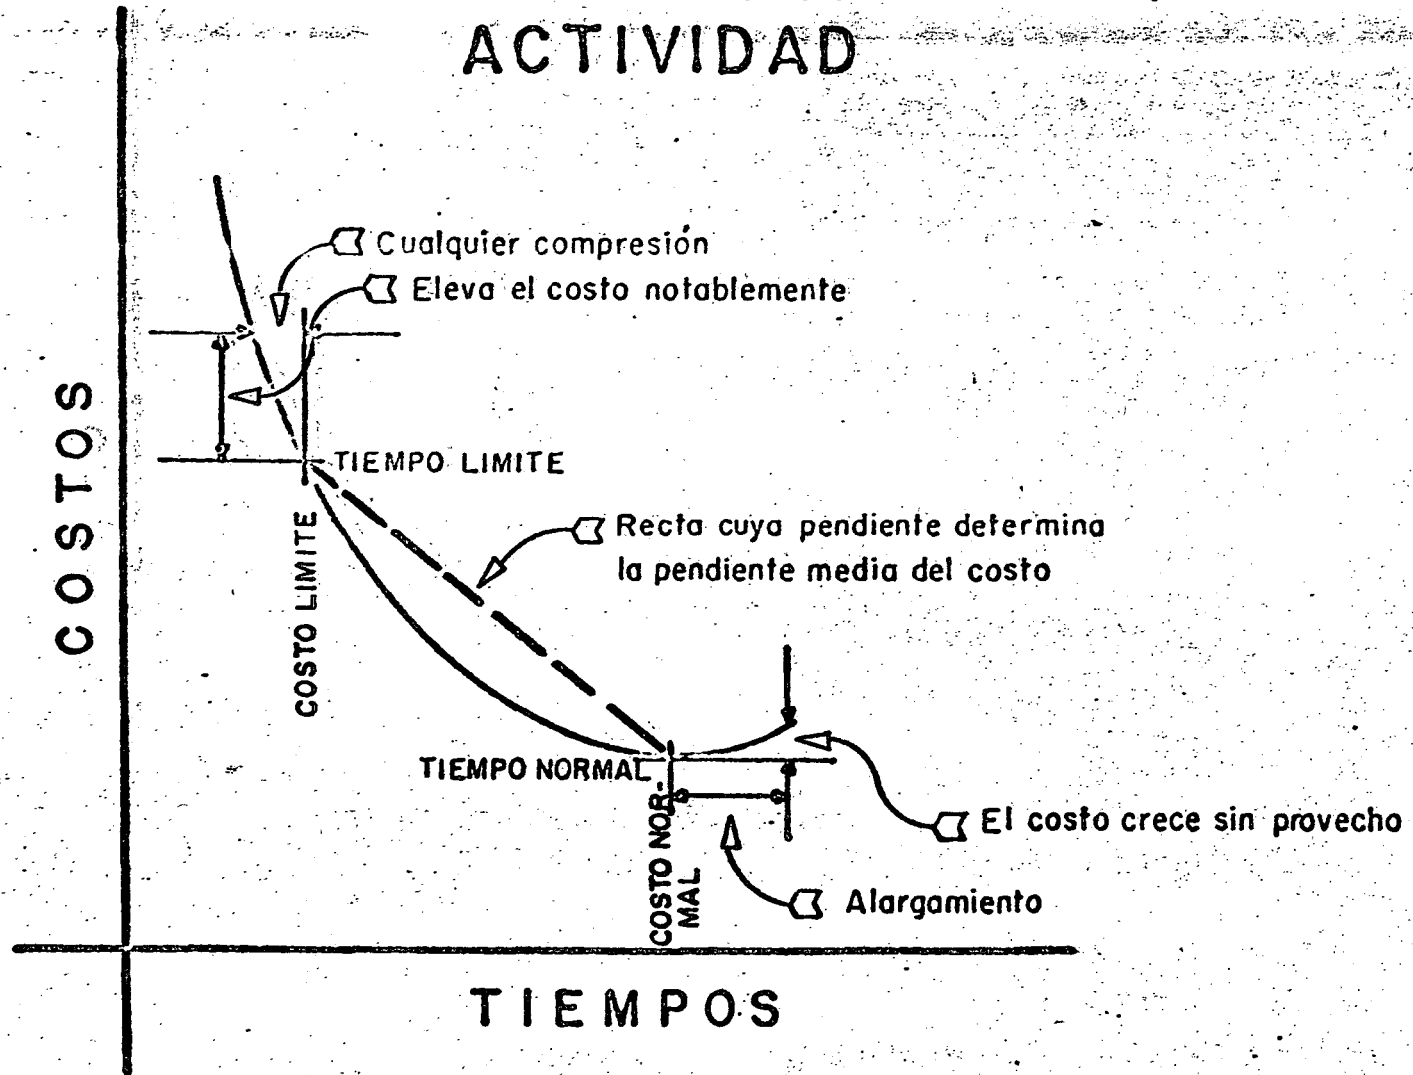 ACTIVIDAD
Cualquier compresión
Eleva el costo notablemente
COSTOS
TIEMPO LIMITE
COSTO LIMITE
Recta cuya pendiente determina
la pendiente media del costo
TIEMPO NORMAL
COSTO NOR-
MAL
El costo crece sin provecho
Alargamiento
TIEMPOS